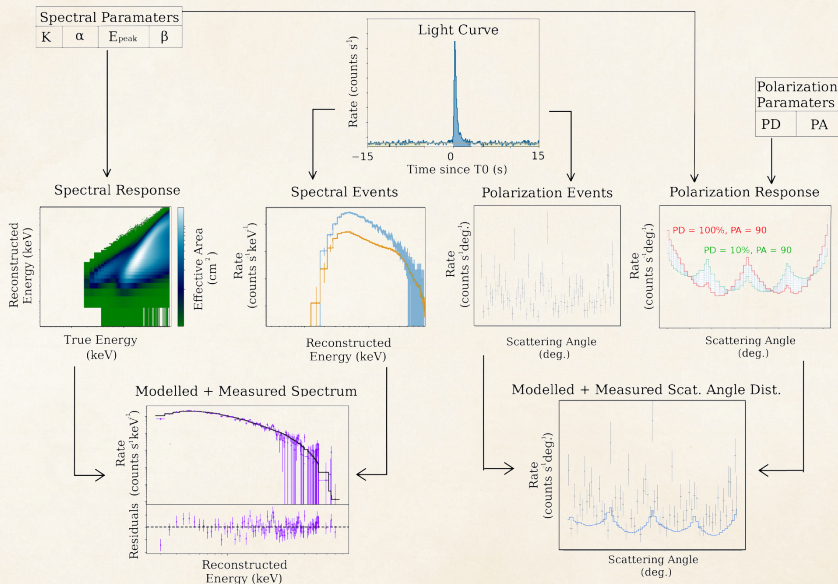 Spectral Paramaters
K α Epeak β
Light Curve
Rate (counts s⁻¹)
−15 0 15
Time since T0 (s)
Polarization
Paramaters
PD PA
Spectral Response
Reconstructed
Energy (keV)
Effective Area
(cm²)
True Energy
(keV)
Spectral Events
Rate
(counts s⁻¹keV⁻¹)
Reconstructed
Energy (keV)
Polarization Events
Rate
(counts s⁻¹deg.⁻¹)
Scattering Angle
(deg.)
Polarization Response
PD = 100%, PA = 90
PD = 10%, PA = 90
Rate
(counts s⁻¹deg.⁻¹)
Scattering Angle
(deg.)
Modelled + Measured Spectrum
Rate
(counts s⁻¹keV⁻¹)
Residuals
Reconstructed
Energy (keV)
Modelled + Measured Scat. Angle Dist.
Rate
(counts s⁻¹deg.⁻¹)
Scattering Angle
(deg.)